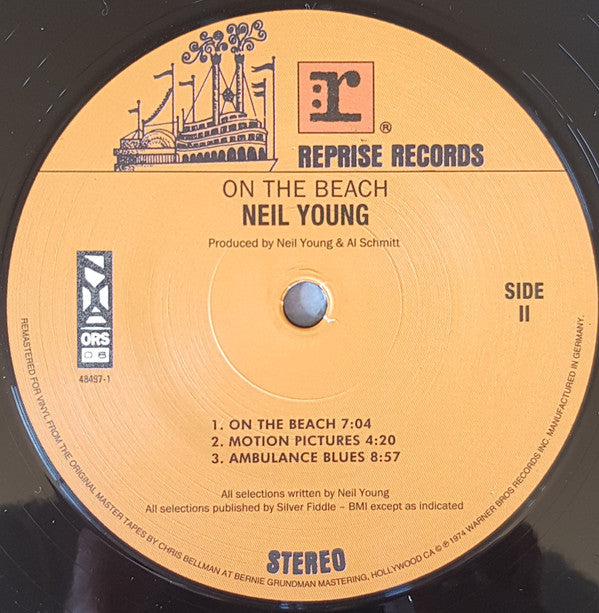 r
®
REPRISE RECORDS
ON THE BEACH
NEIL YOUNG
Produced by Neil Young & Al Schmitt
SIDE
II
ORS
06
48497-1
1. ON THE BEACH 7:04
2. MOTION PICTURES 4:20
3. AMBULANCE BLUES 8:57
All selections written by Neil Young
All selections published by Silver Fiddle – BMI except as indicated
STEREO
REMASTERED FOR VINYL FROM THE ORIGINAL MASTER TAPES BY CHRIS BELLMAN AT BERNIE GRUNDMAN MASTERING, HOLLYWOOD CA © ℗ 1974 WARNER BROS RECORDS INC. MANUFACTURED IN GERMANY.